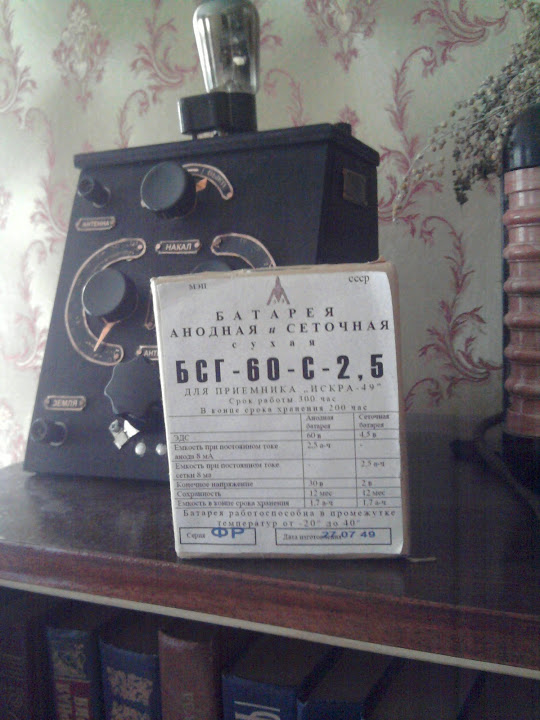 АНТЕННА
НАКАЛ
ЗЕМЛЯ
МЭП
СССР
БАТАРЕЯ
АНОДНАЯ и СЕТОЧНАЯ
сухая
БСГ-60-С-2,5
ДЛЯ ПРИЕМНИКА „ИСКРА-49"
Срок работы 300 час
В конце срока хранения 200 час
Анодная батарея Сеточная батарея
ЭДС 60 в 4,5 в
Емкость при постоянном токе анода 8 мА 2,5 а-ч -
Емкость при постоянном токе сетки 8 ма - 2,5 а-ч
Конечное напряжение 30 в 2 в
Сохранность 12 мес 12 мес
Емкость в конце срока хранения 1,7 а-ч 1,7 а-ч
Батарея работоспособна в промежутке
температур от -20° до 40°
Серия ФР Дата изготовления 27.07 49